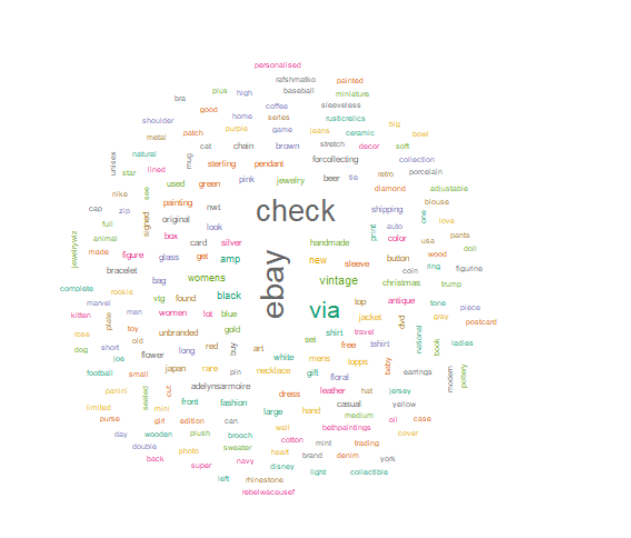 personalised
rafshmatko painted
bra plus high baseball miniature
good coffee sleeveless
shoulder home series rusticrelics big
metal patch purple game jeans ceramic bowl
cat chain brown stretch decor soft
unisex natural mug sterling pendant forcollecting collection
star lined pink jewelry beer tie retro porcelain
nike see used green diamond adjustable
cap zip signed painting nwt check shipping print blouse one love
full original look auto usa pants
jewelrywiz animal box card silver handmade color doll
made figure glass get amp ebay new sleeve button wood ring figurine
bracelet bag womens vintage christmas coin trump
complete rookie vtg found black top antique tone piece
marvel men women lot blue via jacket dvd gray
kitten plate toy unbranded gold set shirt travel national postcard
rose old red buy art free tshirt book ladies
dog short long white mens topps
joe flower pin baby modern pottery
football small japan rare necklace gift floral earrings
panini sealed cut adelynsarmoire leather hat jersey
limited purse mini front fashion dress casual yellow
girl edition can large hand medium oil case
day wooden plush brooch wall bethpaintings cover
double photo sweater heart cotton mint trading
back super navy disney brand denim york
left rhinestone light collectible
rebelwacausef